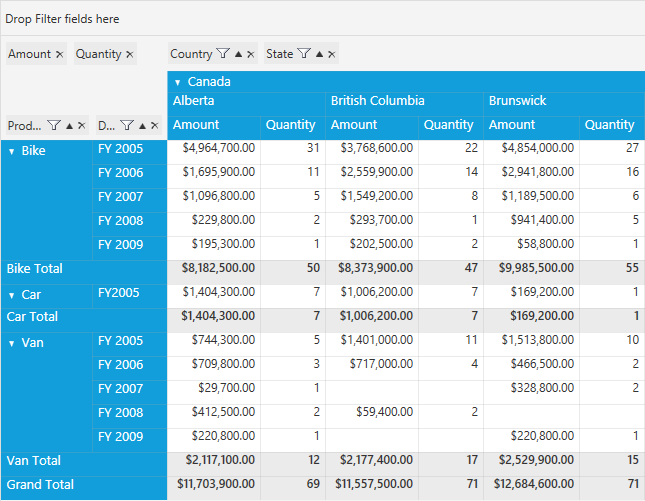 Drop Filter fields here
Amount × Quantity × Country ▲ × State ▲ ×
▼ Canada
Alberta British Columbia Brunswick
Prod... ▲ × D... ▲ × Amount Quantity Amount Quantity Amount Quantity
▼ Bike FY 2005 $4,964,700.00 31 $3,768,600.00 22 $4,854,000.00 27
FY 2006 $1,695,900.00 11 $2,559,900.00 14 $2,941,800.00 16
FY 2007 $1,096,800.00 5 $1,549,200.00 8 $1,189,500.00 6
FY 2008 $229,800.00 2 $293,700.00 1 $941,400.00 5
FY 2009 $195,300.00 1 $202,500.00 2 $58,800.00 1
Bike Total $8,182,500.00 50 $8,373,900.00 47 $9,985,500.00 55
▼ Car FY2005 $1,404,300.00 7 $1,006,200.00 7 $169,200.00 1
Car Total $1,404,300.00 7 $1,006,200.00 7 $169,200.00 1
▼ Van FY 2005 $744,300.00 5 $1,401,000.00 11 $1,513,800.00 10
FY 2006 $709,800.00 3 $717,000.00 4 $466,500.00 2
FY 2007 $29,700.00 1 $328,800.00 2
FY 2008 $412,500.00 2 $59,400.00 2
FY 2009 $220,800.00 1 $220,800.00 1
Van Total $2,117,100.00 12 $2,177,400.00 17 $2,529,900.00 15
Grand Total $11,703,900.00 69 $11,557,500.00 71 $12,684,600.00 71